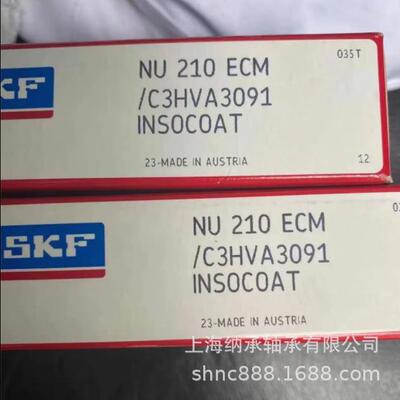 SKF
NU 210 ECM
/C3HVA3091
INSOCOAT
035T
23-MADE IN AUSTRIA
12
SKF
NU 210 ECM
/C3HVA3091
INSOCOAT
23-MADE IN AUSTRIA
上海纳承轴承有限公司
shnc888.1688.com